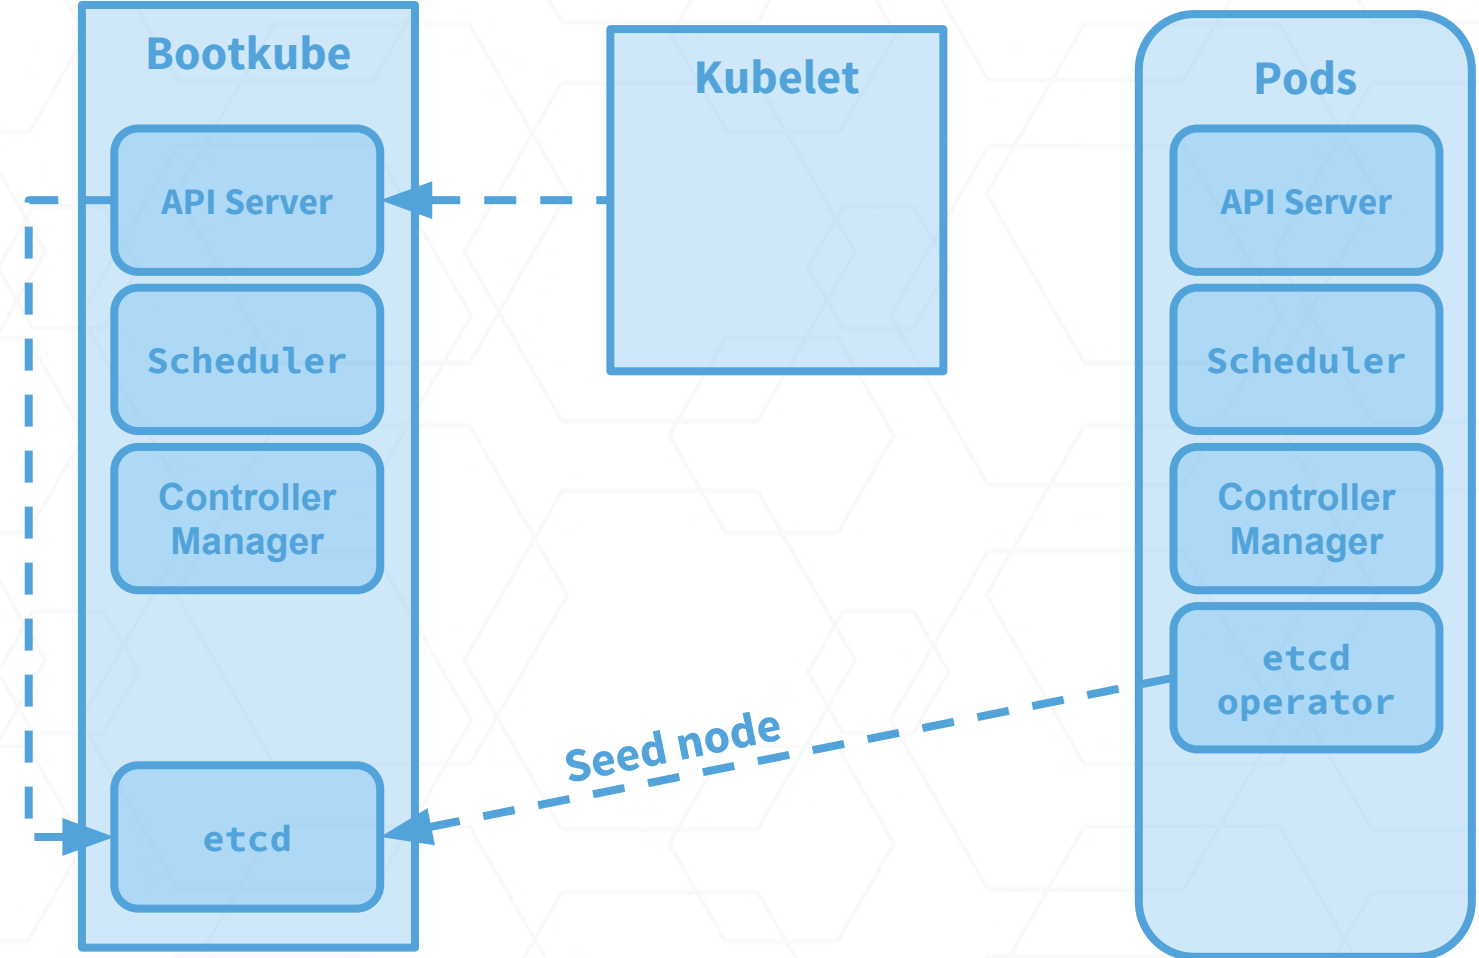 Bootkube
API Server
Scheduler
Controller
Manager
etcd
Kubelet
Seed node
Pods
API Server
Scheduler
Controller
Manager
etcd
operator